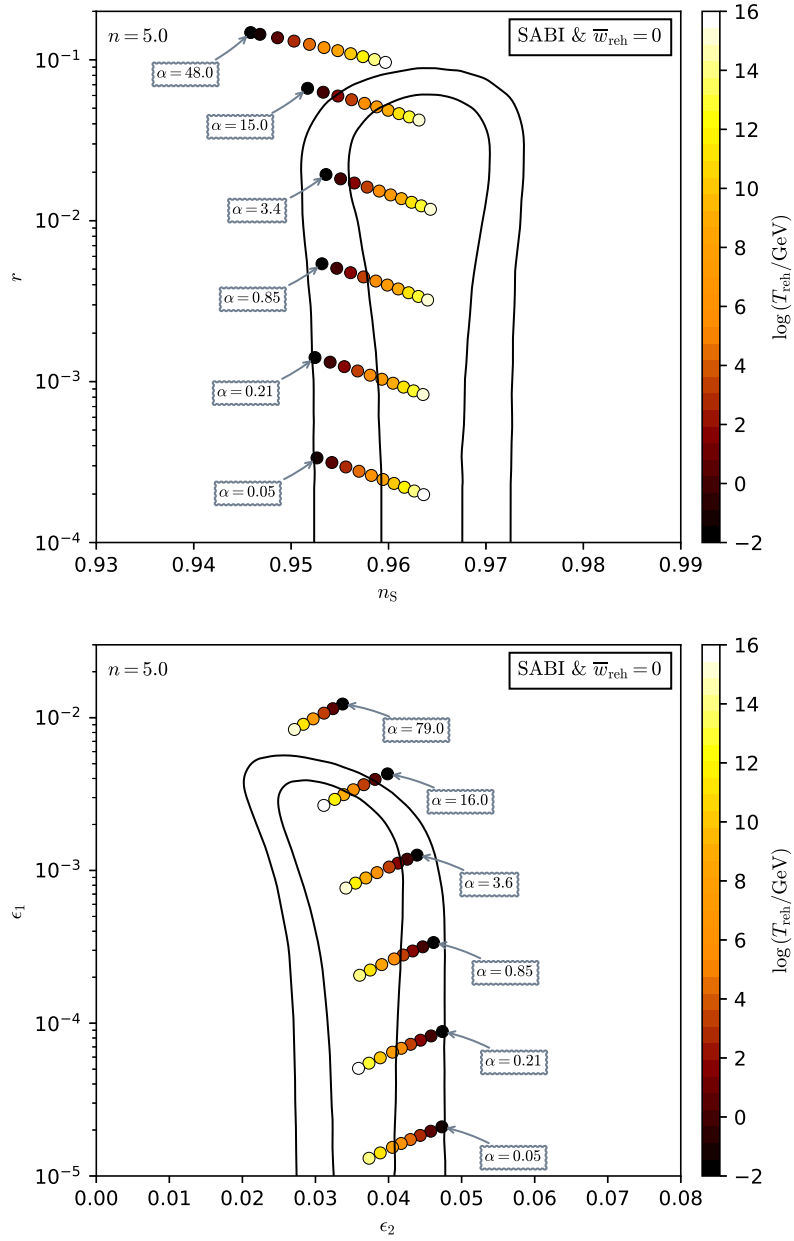 n = 5.0
SABI & w̅_reh = 0
α = 48.0
α = 15.0
α = 3.4
α = 0.85
α = 0.21
α = 0.05
r
10⁻¹
10⁻²
10⁻³
10⁻⁴
0.93 0.94 0.95 0.96 0.97 0.98 0.99
n_S
16
14
12
10
8
6
4
2
0
−2
log (T_reh/GeV)
n = 5.0
SABI & w̅_reh = 0
α = 79.0
α = 16.0
α = 3.6
α = 0.85
α = 0.21
α = 0.05
ϵ₁
10⁻²
10⁻³
10⁻⁴
10⁻⁵
0.00 0.01 0.02 0.03 0.04 0.05 0.06 0.07 0.08
ϵ₂
16
14
12
10
8
6
4
2
0
−2
log (T_reh/GeV)